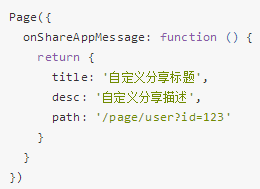 Page({
  onShareAppMessage: function () {
    return {
      title: '自定义分享标题',
      desc: '自定义分享描述',
      path: '/page/user?id=123'
    }
  }
})